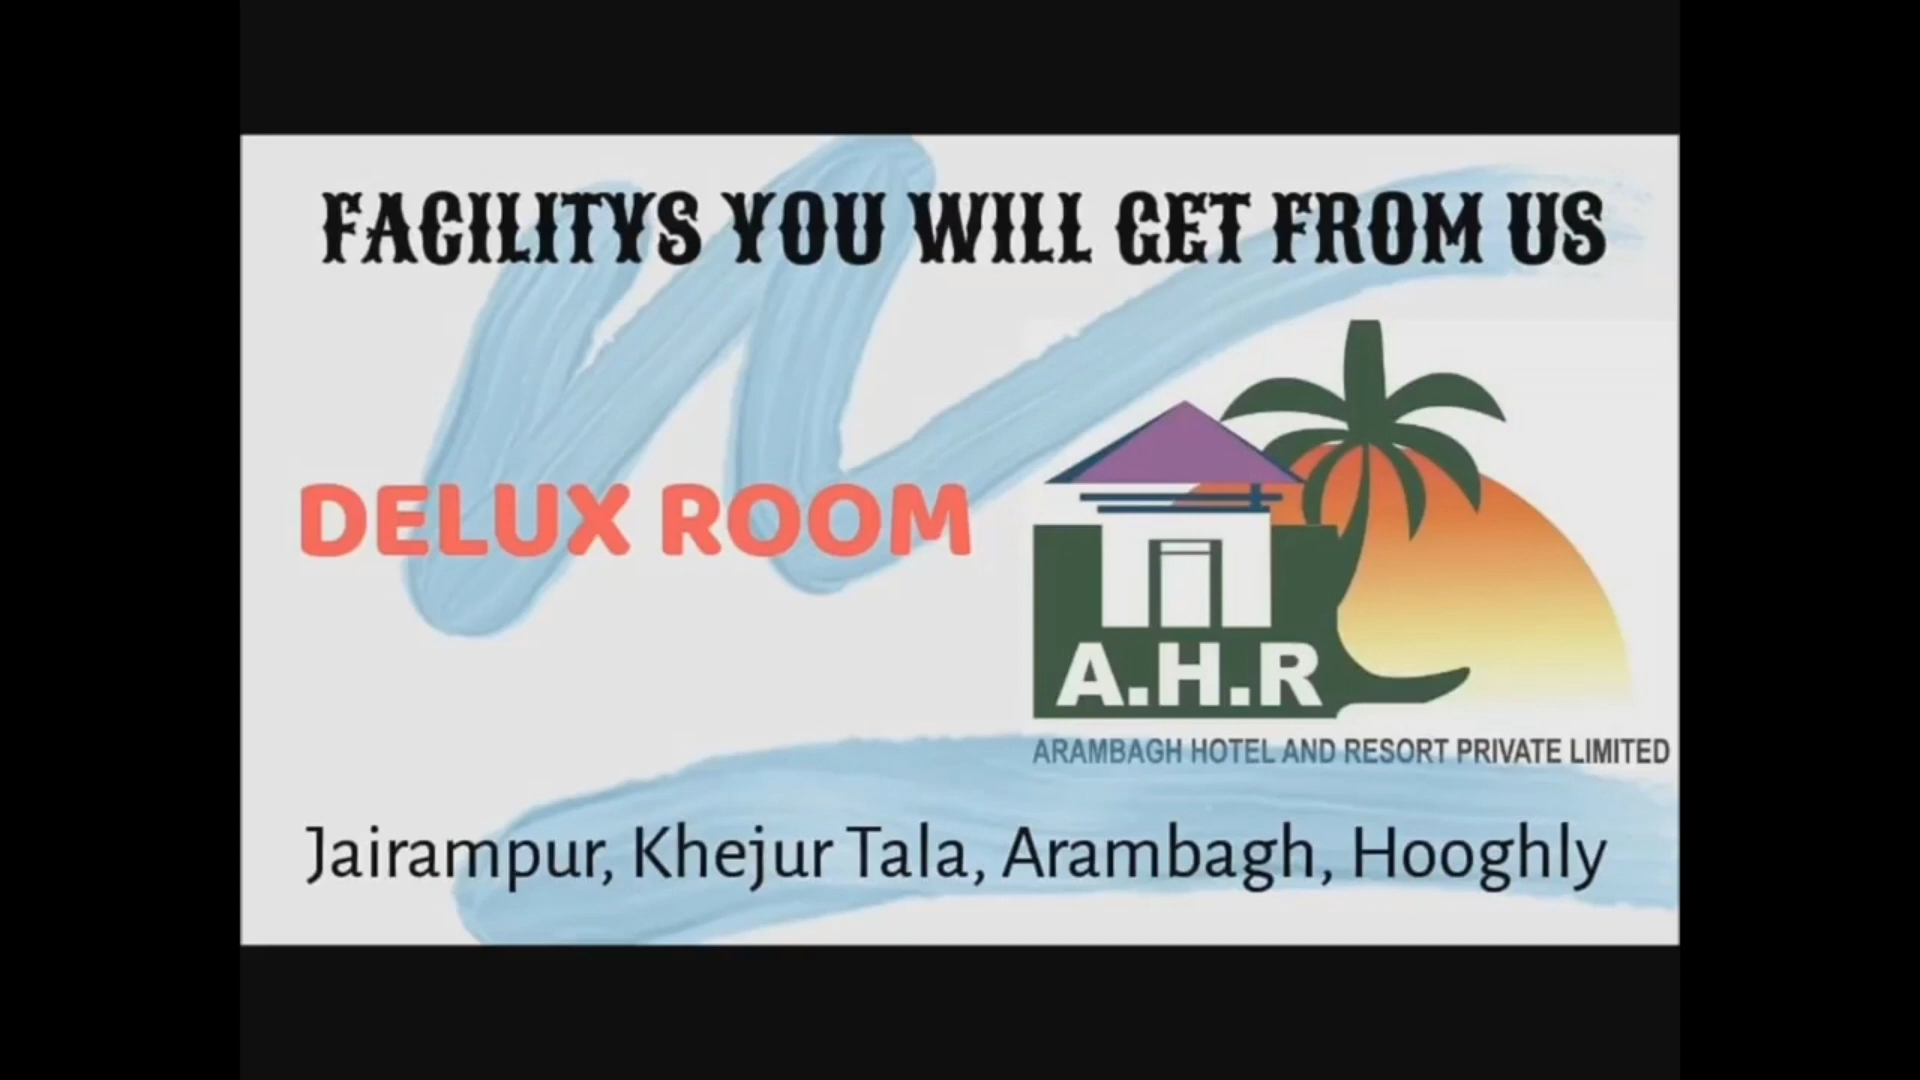 FACILITYS YOU WILL GET FROM US
DELUX ROOM
A.H.R
ARAMBAGH HOTEL AND RESORT PRIVATE LIMITED
Jairampur, Khejur Tala, Arambagh, Hooghly